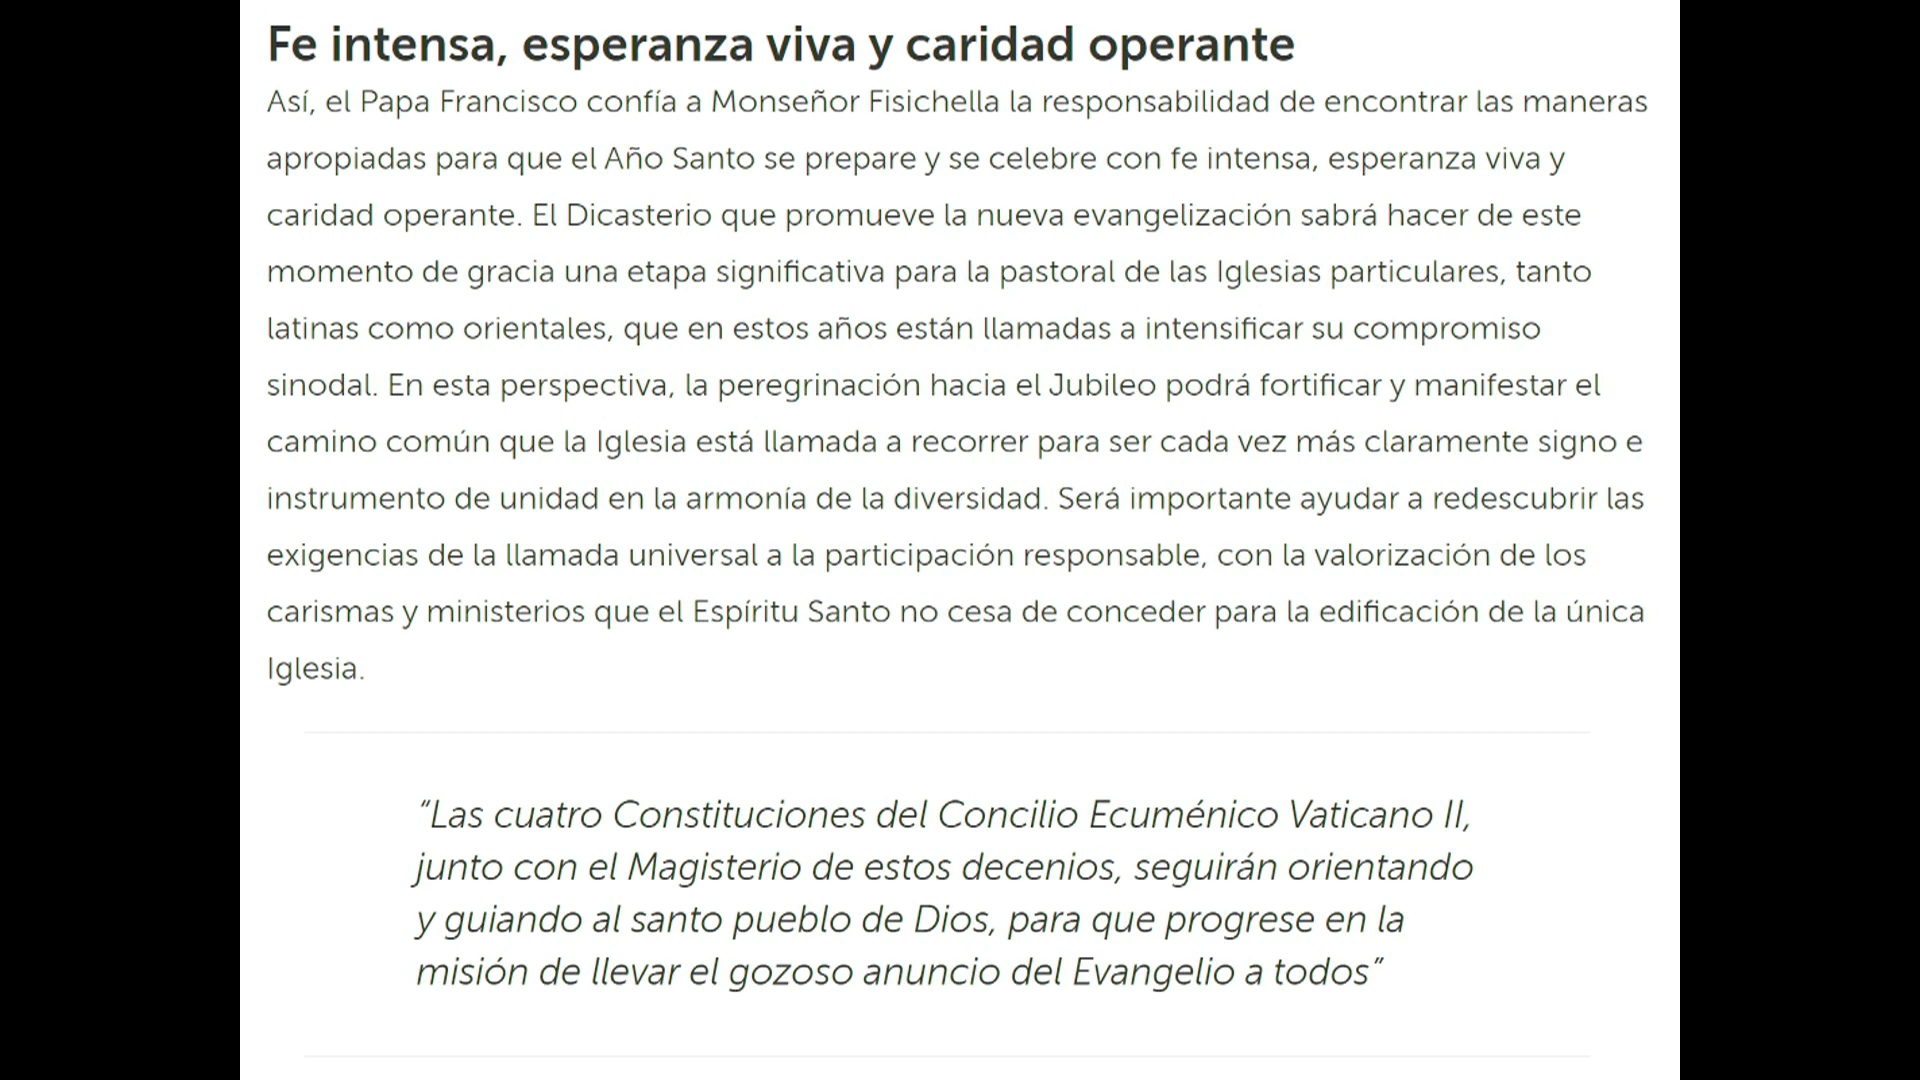 Fe intensa, esperanza viva y caridad operante
Así, el Papa Francisco confía a Monseñor Fisichella la responsabilidad de encontrar las maneras
apropiadas para que el Año Santo se prepare y se celebre con fe intensa, esperanza viva y
caridad operante. El Dicasterio que promueve la nueva evangelización sabrá hacer de este
momento de gracia una etapa significativa para la pastoral de las Iglesias particulares, tanto
latinas como orientales, que en estos años están llamadas a intensificar su compromiso
sinodal. En esta perspectiva, la peregrinación hacia el Jubileo podrá fortificar y manifestar el
camino común que la Iglesia está llamada a recorrer para ser cada vez más claramente signo e
instrumento de unidad en la armonía de la diversidad. Será importante ayudar a redescubrir las
exigencias de la llamada universal a la participación responsable, con la valorización de los
carismas y ministerios que el Espíritu Santo no cesa de conceder para la edificación de la única
Iglesia.
“Las cuatro Constituciones del Concilio Ecuménico Vaticano II,
junto con el Magisterio de estos decenios, seguirán orientando
y guiando al santo pueblo de Dios, para que progrese en la
misión de llevar el gozoso anuncio del Evangelio a todos”